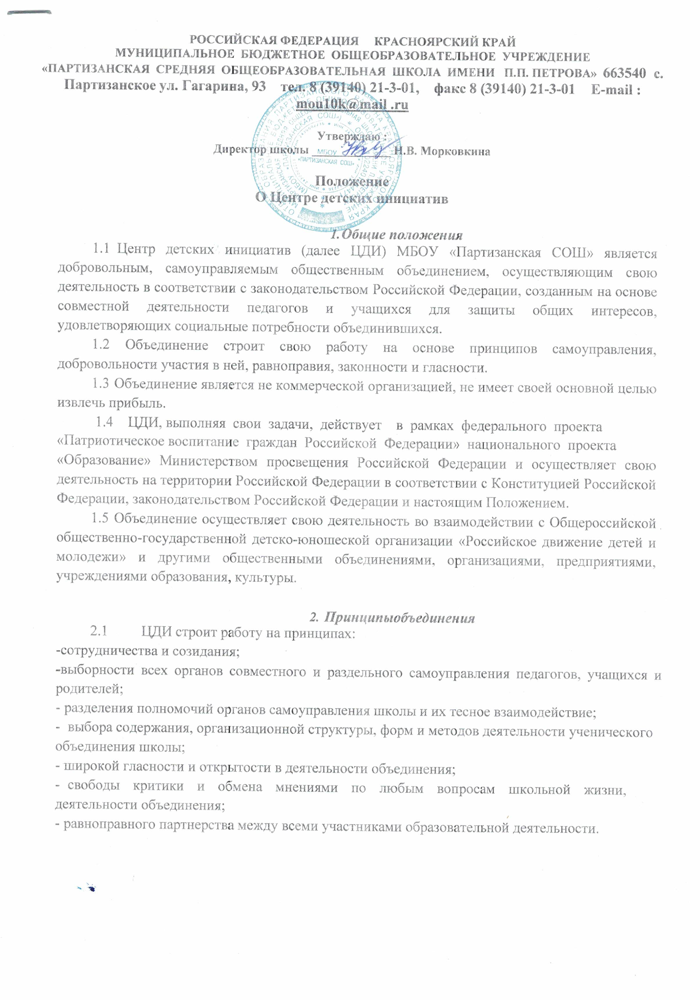 РОССИЙСКАЯ ФЕДЕРАЦИЯ КРАСНОЯРСКИЙ КРАЙ
МУНИЦИПАЛЬНОЕ БЮДЖЕТНОЕ ОБЩЕОБРАЗОВАТЕЛЬНОЕ УЧРЕЖДЕНИЕ
«ПАРТИЗАНСКАЯ СРЕДНЯЯ ОБЩЕОБРАЗОВАТЕЛЬНАЯ ШКОЛА ИМЕНИ П.П. ПЕТРОВА» 663540 с.
Партизанское ул. Гагарина, 93 тел. 8 (39140) 21-3-01, факс 8 (39140) 21-3-01 E-mail :
mou10k@mail .ru
Утверждаю :
Директор школы ____________ Н.В. Морковкина
МБОУ
«ПАРТИЗАНСКАЯ СОШ»
Положение
О Центре детских инициатив
1. Общие положения
1.1 Центр детских инициатив (далее ЦДИ) МБОУ «Партизанская СОШ» является
добровольным, самоуправляемым общественным объединением, осуществляющим свою
деятельность в соответствии с законодательством Российской Федерации, созданным на основе
совместной деятельности педагогов и учащихся для защиты общих интересов,
удовлетворяющих социальные потребности объединившихся.
1.2 Объединение строит свою работу на основе принципов самоуправления,
добровольности участия в ней, равноправия, законности и гласности.
1.3 Объединение является не коммерческой организацией, не имеет своей основной целью
извлечь прибыль.
1.4 ЦДИ, выполняя свои задачи, действует в рамках федерального проекта
«Патриотическое воспитание граждан Российской Федерации» национального проекта
«Образование» Министерством просвещения Российской Федерации и осуществляет свою
деятельность на территории Российской Федерации в соответствии с Конституцией Российской
Федерации, законодательством Российской Федерации и настоящим Положением.
1.5 Объединение осуществляет свою деятельность во взаимодействии с Общероссийской
общественно-государственной детско-юношеской организации «Российское движение детей и
молодежи» и другими общественными объединениями, организациями, предприятиями,
учреждениями образования, культуры.
2. Принципыобъединения
2.1 ЦДИ строит работу на принципах:
-сотрудничества и созидания;
-выборности всех органов совместного и раздельного самоуправления педагогов, учащихся и
родителей;
- разделения полномочий органов самоуправления школы и их тесное взаимодействие;
- выбора содержания, организационной структуры, форм и методов деятельности ученического
объединения школы;
- широкой гласности и открытости в деятельности объединения;
- свободы критики и обмена мнениями по любым вопросам школьной жизни,
деятельности объединения;
- равноправного партнерства между всеми участниками образовательной деятельности.